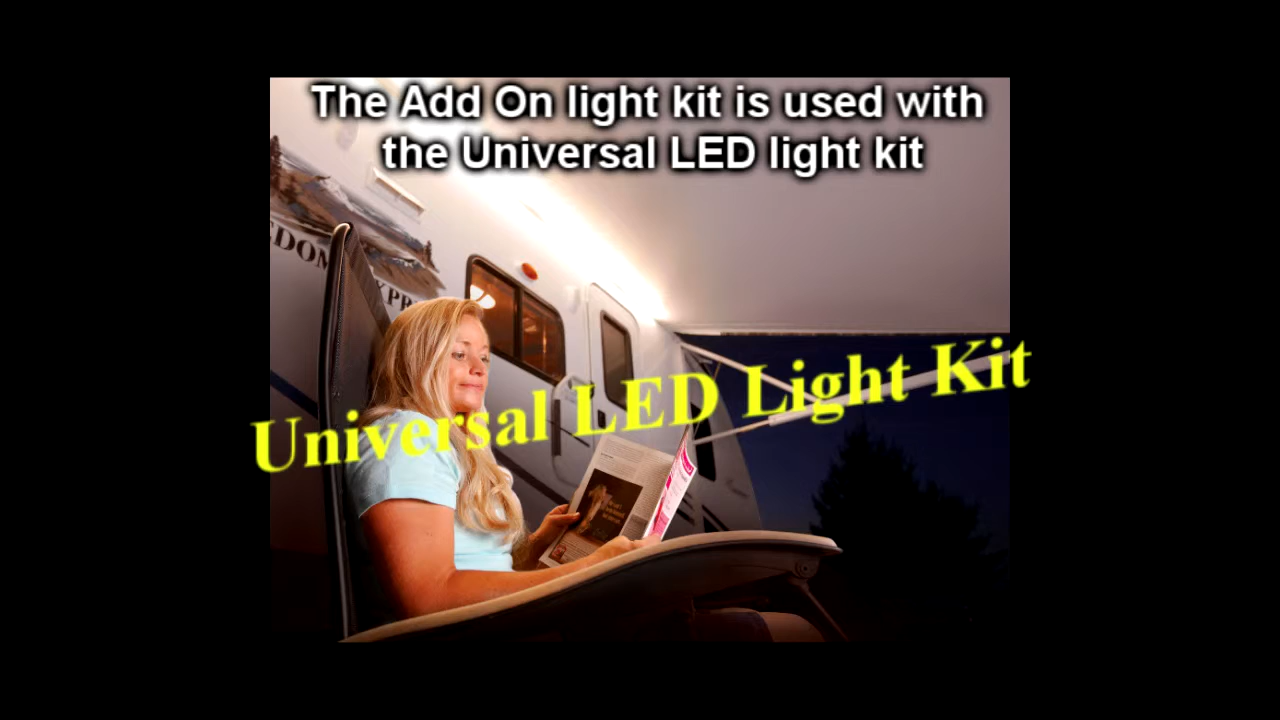 The Add On light kit is used with
the Universal LED light kit
Universal LED Light Kit